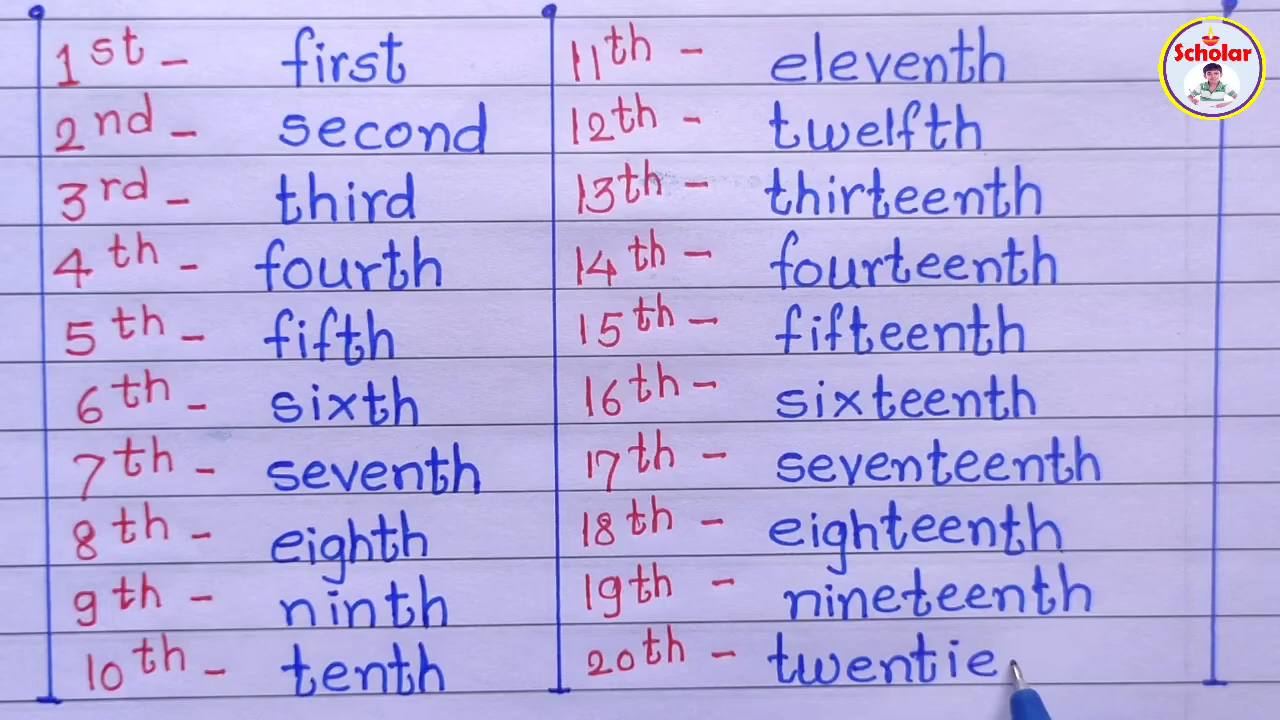 1st - first
2nd - second
3rd - third
4th - fourth
5th - fifth
6th - sixth
7th - seventh
8th - eighth
9th - ninth
10th - tenth
11th - eleventh
12th - twelfth
13th - thirteenth
14th - fourteenth
15th - fifteenth
16th - sixteenth
17th - seventeenth
18th - eighteenth
19th - nineteenth
20th - twentie
Scholar